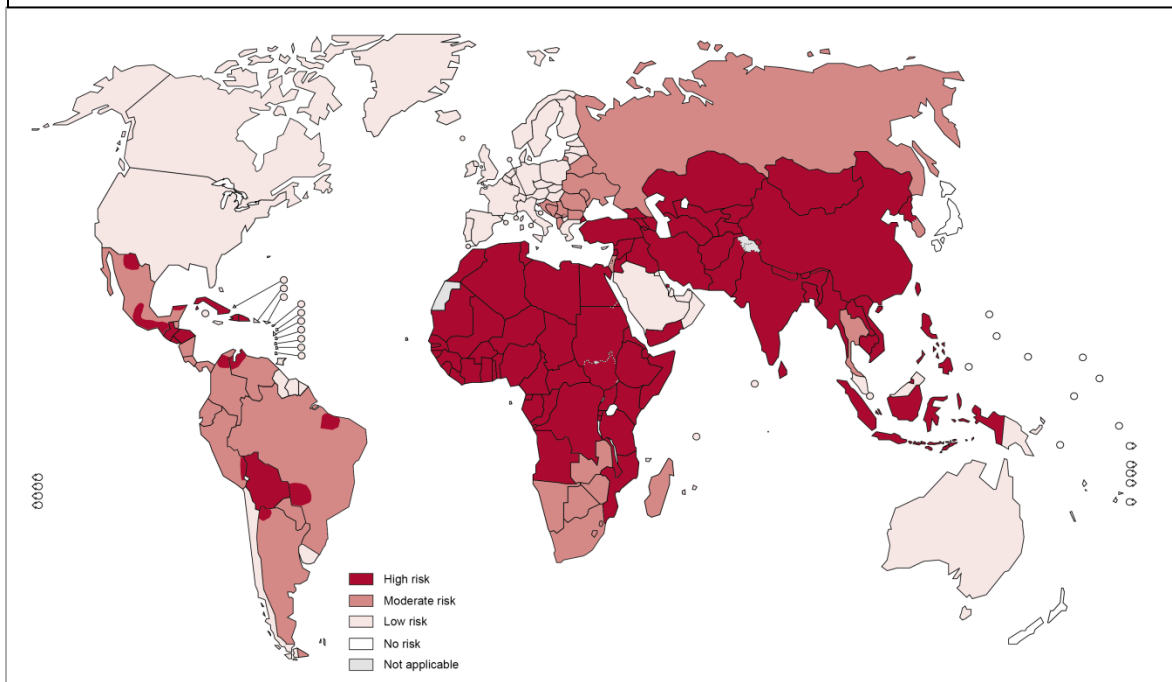 High risk
Moderate risk
Low risk
No risk
Not applicable